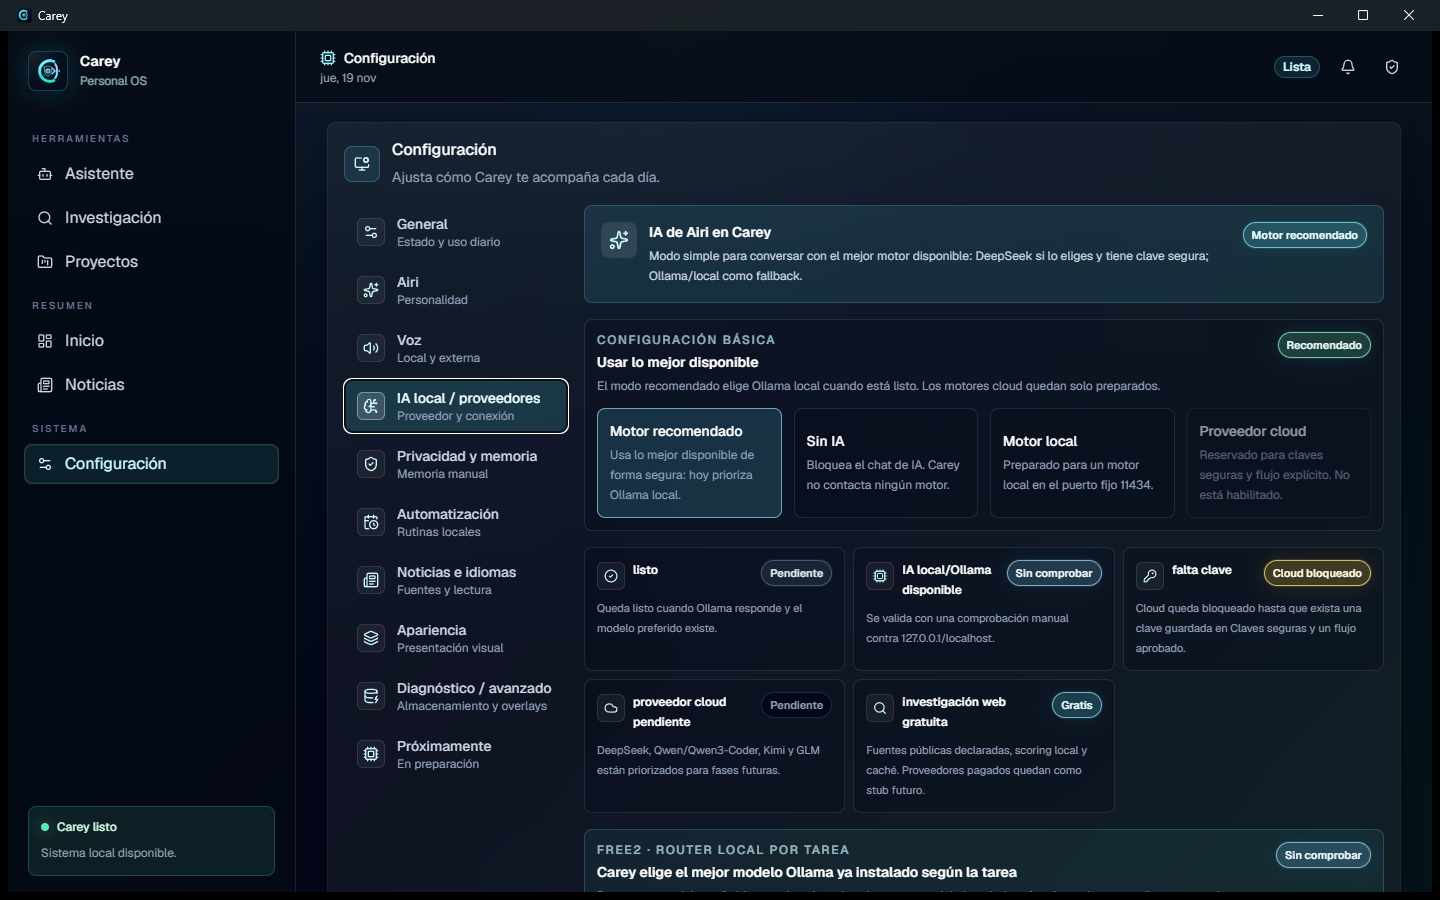 Carey
Carey
Personal OS
HERRAMIENTAS
Asistente
Investigación
Proyectos
RESUMEN
Inicio
Noticias
SISTEMA
Configuración
Carey listo
Sistema local disponible.
Configuración
jue, 19 nov
Lista
Configuración
Ajusta cómo Carey te acompaña cada día.
General
Estado y uso diario
Airi
Personalidad
Voz
Local y externa
IA local / proveedores
Proveedor y conexión
Privacidad y memoria
Memoria manual
Automatización
Rutinas locales
Noticias e idiomas
Fuentes y lectura
Apariencia
Presentación visual
Diagnóstico / avanzado
Almacenamiento y overlays
Próximamente
En preparación
IA de Airi en Carey
Motor recomendado
Modo simple para conversar con el mejor motor disponible: DeepSeek si lo eliges y tiene clave segura;
Ollama/local como fallback.
CONFIGURACIÓN BÁSICA
Recomendado
Usar lo mejor disponible
El modo recomendado elige Ollama local cuando está listo. Los motores cloud quedan solo preparados.
Motor recomendado
Usa lo mejor disponible de
forma segura: hoy prioriza
Ollama local.
Sin IA
Bloquea el chat de IA. Carey
no contacta ningún motor.
Motor local
Preparado para un motor
local en el puerto fijo 11434.
Proveedor cloud
Reservado para claves
seguras y flujo explícito. No
está habilitado.
listo
Pendiente
Queda listo cuando Ollama responde y el
modelo preferido existe.
IA local/Ollama
disponible
Sin comprobar
Se valida con una comprobación manual
contra 127.0.0.1/localhost.
falta clave
Cloud bloqueado
Cloud queda bloqueado hasta que exista una
clave guardada en Claves seguras y un flujo
aprobado.
proveedor cloud
pendiente
Pendiente
DeepSeek, Qwen/Qwen3-Coder, Kimi y GLM
están priorizados para fases futuras.
investigación web
gratuita
Gratis
Fuentes públicas declaradas, scoring local y
caché. Proveedores pagados quedan como
stub futuro.
FREE2 · ROUTER LOCAL POR TAREA
Sin comprobar
Carey elige el mejor modelo Ollama ya instalado según la tarea